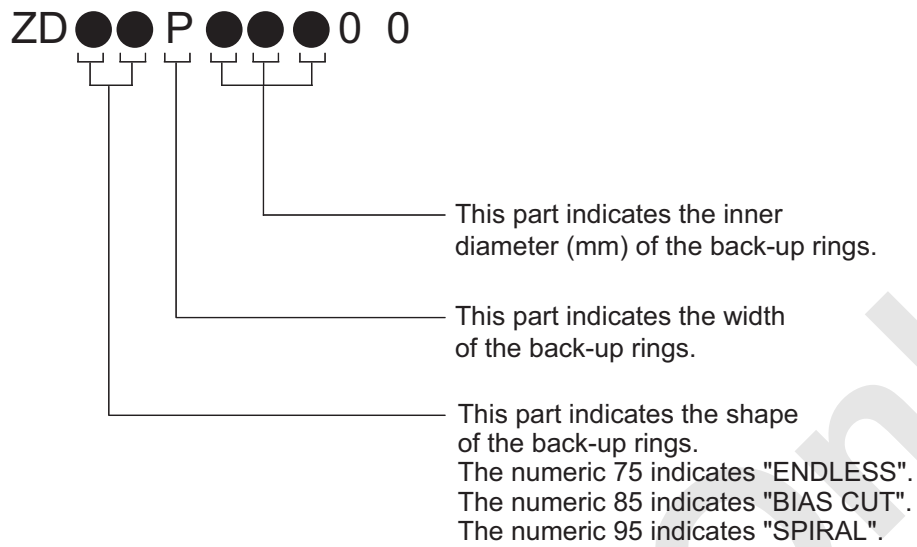 ZD●●P●●●0 0
This part indicates the inner
diameter (mm) of the back-up rings.
This part indicates the width
of the back-up rings.
This part indicates the shape
of the back-up rings.
The numeric 75 indicates "ENDLESS".
The numeric 85 indicates "BIAS CUT".
The numeric 95 indicates "SPIRAL".